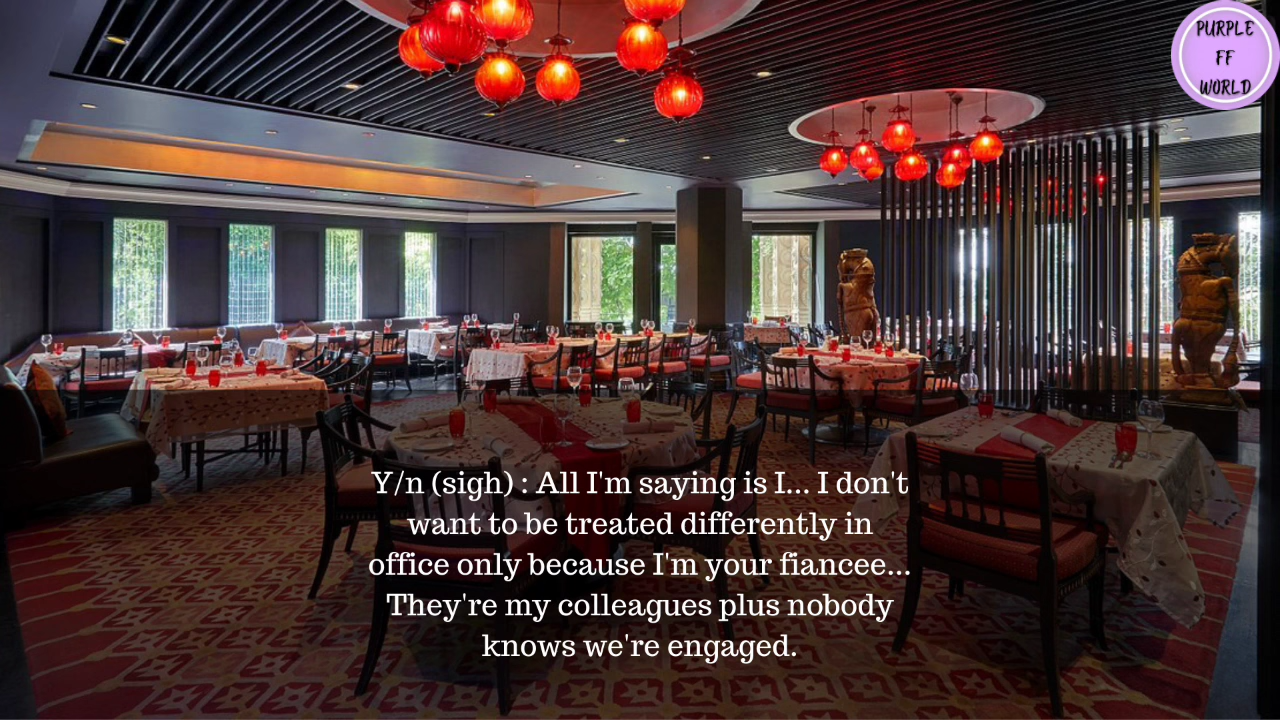 PURPLE
FF
WORLD
Y/n (sigh) : All I'm saying is I... I don't
want to be treated differently in
office only because I'm your fiancee...
They're my colleagues plus nobody
knows we're engaged.